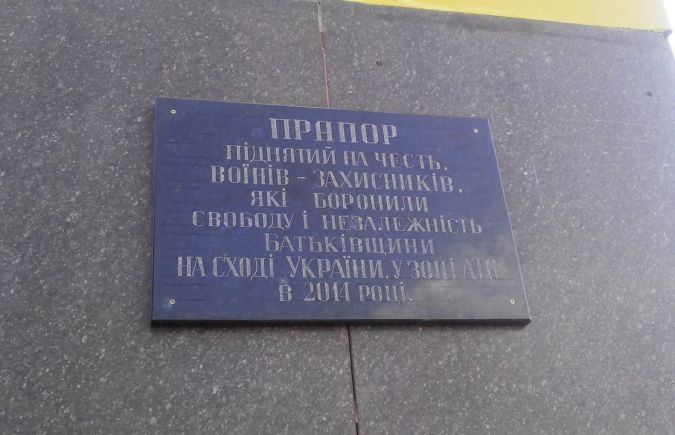 ПРАПОР
ПІДНЯТИЙ НА ЧЕСТЬ,
ВОЇНІВ - ЗАХИСНИКІВ,
ЯКІ БОРОНИЛИ
СВОБОДУ І НЕЗАЛЕЖНІСТЬ
БАТЬКІВЩИНИ
НА СХОДІ УКРАЇНИ, У ЗОНІ АТО
В 2014 РОЦІ.